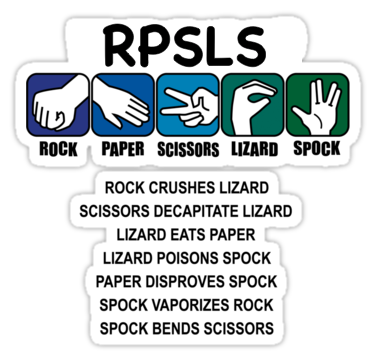 RPSLS
ROCK PAPER SCISSORS LIZARD SPOCK
ROCK CRUSHES LIZARD
SCISSORS DECAPITATE LIZARD
LIZARD EATS PAPER
LIZARD POISONS SPOCK
PAPER DISPROVES SPOCK
SPOCK VAPORIZES ROCK
SPOCK BENDS SCISSORS